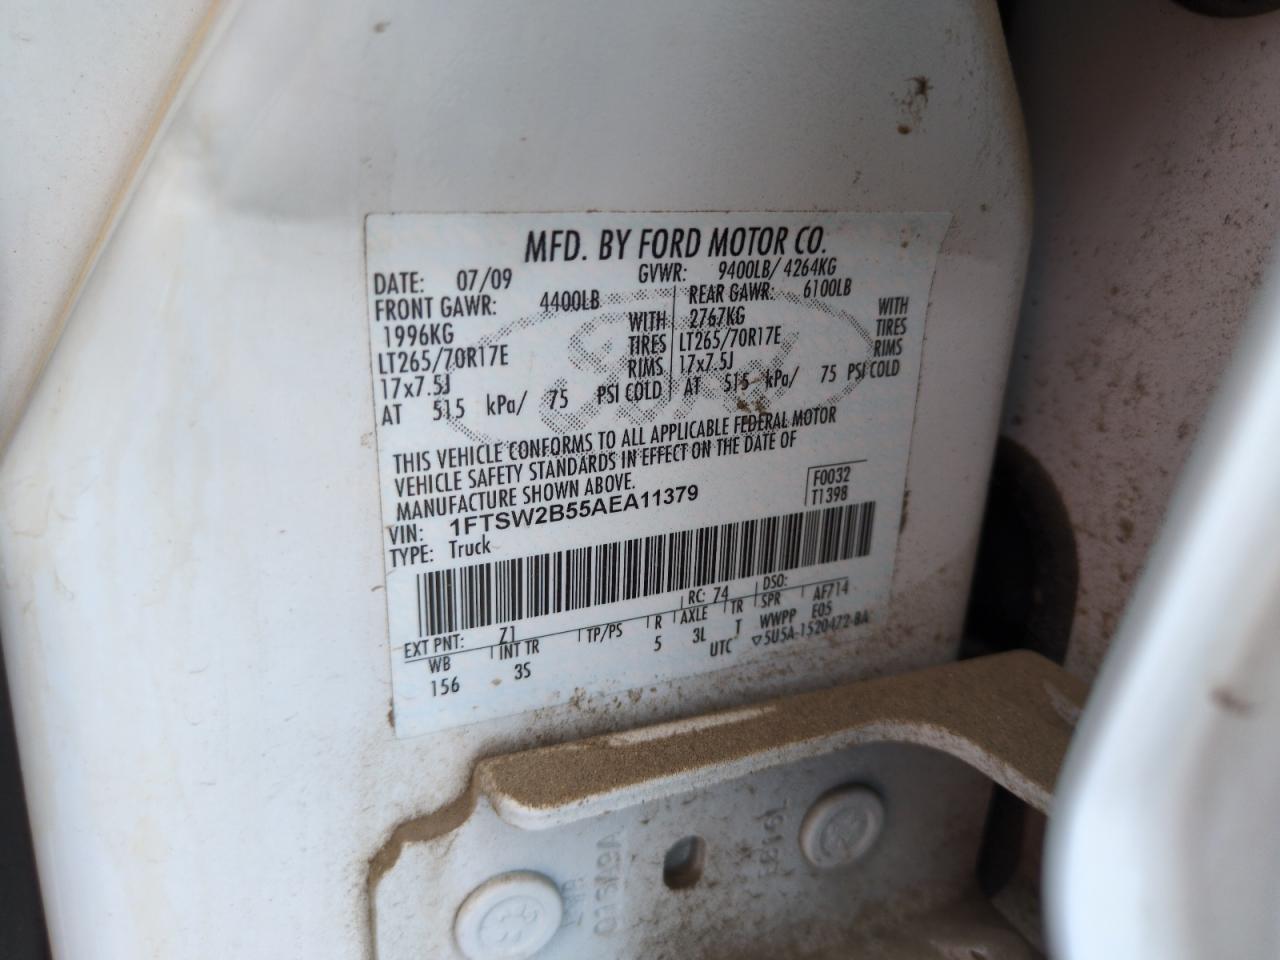 MFD. BY FORD MOTOR CO.
DATE: 07/09 GVWR: 9400LB/ 4264KG
FRONT GAWR: 4400LB REAR GAWR: 6100LB
1996KG WITH 2767KG WITH
LT265/70R17E TIRES LT265/70R17E TIRES
17x7.5J RIMS 17x7.5J RIMS
AT 515 kPa/ 75 PSI COLD AT 515 kPa/ 75 PSI COLD
THIS VEHICLE CONFORMS TO ALL APPLICABLE FEDERAL MOTOR
VEHICLE SAFETY STANDARDS IN EFFECT ON THE DATE OF
MANUFACTURE SHOWN ABOVE.
VIN: 1FTSW2B55AEA11379 F0032
TYPE: Truck T1398
EXT PNT: Z1 RC: 74 DSO:
WB INT TR TP/PS R AXLE TR SPR AF714
156 3S 5 3L T WWPP E05
UTC ▽5U5A-1520472-BA